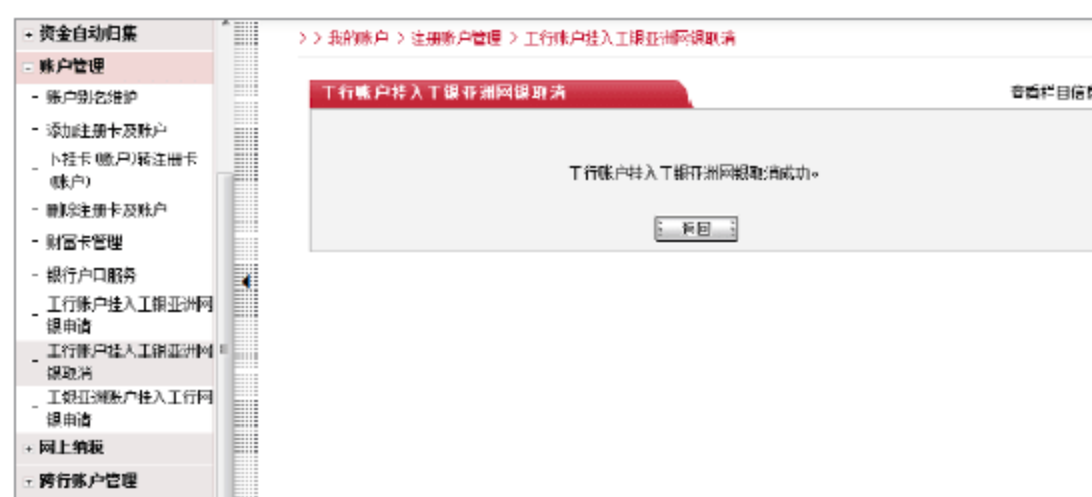 + 资金自动归集
- 账户管理
- 账户别名维护
- 添加注册卡及账户
- 下挂卡(账户)转注册卡
(账户)
- 删除注册卡及账户
- 财富卡管理
- 银行户口服务
- 工行账户挂入工银亚洲网
银申请
- 工行账户挂入工银亚洲网
银取消
- 工银亚洲账户挂入工行网
银申请
+ 网上纳税
+ 跨行账户管理
> > 我的账户 > 注册账户管理 > 工行账户挂入工银亚洲网银取消
工行账户挂入工银亚洲网银取消
查看栏目信
工行账户挂入工银亚洲网银取消成功。
返回